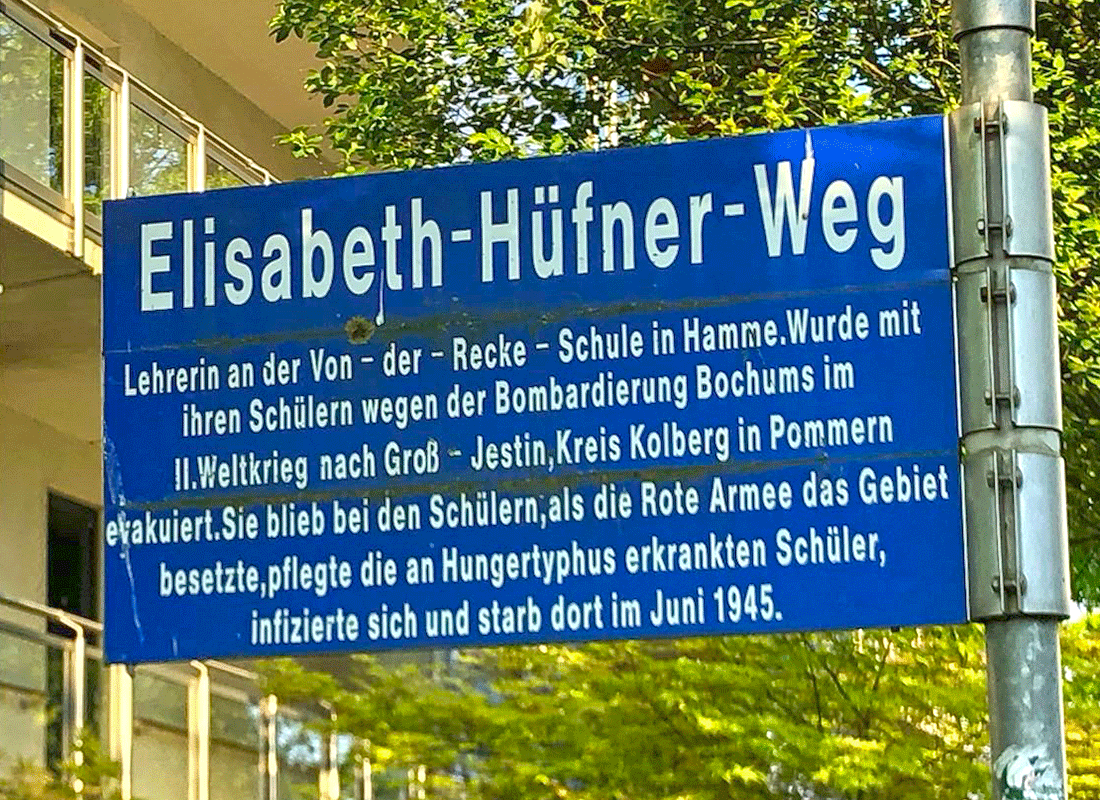 Elisabeth-Hüfner-Weg
Lehrerin an der Von - der - Recke - Schule in Hamme.Wurde mit
ihren Schülern wegen der Bombardierung Bochums im
II.Weltkrieg nach Groß - Jestin,Kreis Kolberg in Pommern
evakuiert.Sie blieb bei den Schülern,als die Rote Armee das Gebiet
besetzte,pflegte die an Hungertyphus erkrankten Schüler,
infizierte sich und starb dort im Juni 1945.